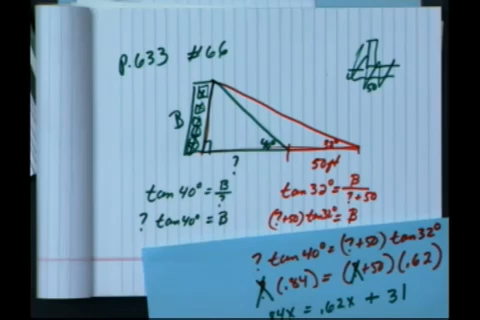 p.633 #66
B
40° 32°
?
50ft
50
tan 40° = B/?
? tan 40° = B
tan 32° = B/?+50
(?+50) tan 32° = B
? tan 40° = (?+50) tan 32°
X (.84) = (X+50)(.62)
.84x = .62x + 31